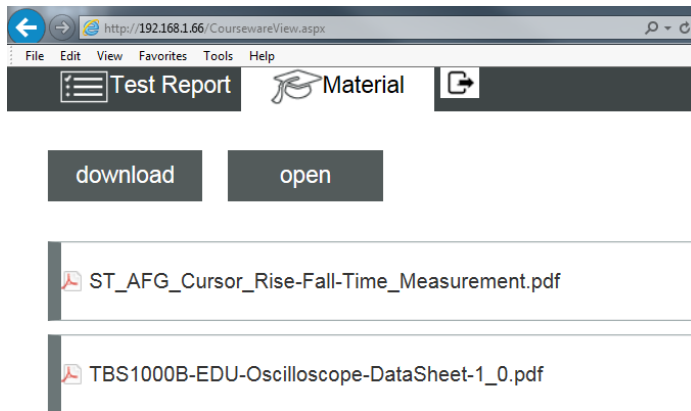 http://192.168.1.66/CoursewareView.aspx
File Edit View Favorites Tools Help
Test Report Material
download open
ST_AFG_Cursor_Rise-Fall-Time_Measurement.pdf
TBS1000B-EDU-Oscilloscope-DataSheet-1_0.pdf